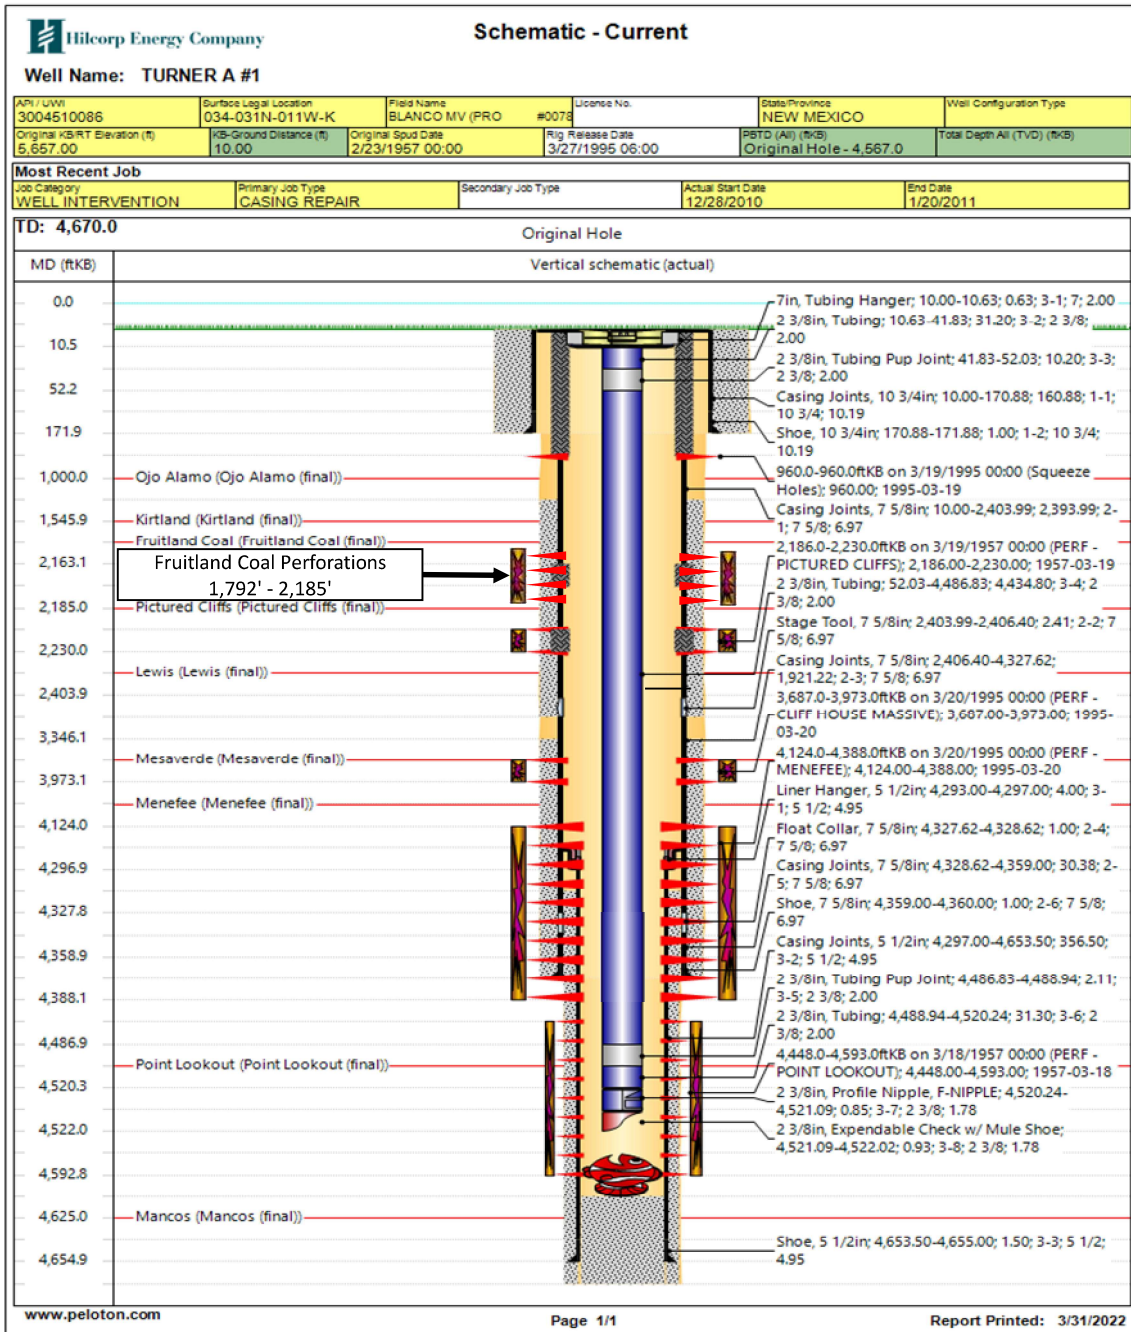 Hilcorp Energy Company
Schematic - Current
Well Name: TURNER A #1
API / UWI
3004510086
Surface Legal Location
034-031N-011W-K
Field Name
BLANCO MV (PRO #0078
License No.
State/Province
NEW MEXICO
Well Configuration Type
Original KB/RT Elevation (ft)
5,657.00
KB-Ground Distance (ft)
10.00
Original Spud Date
2/23/1957 00:00
Rig Release Date
3/27/1995 06:00
PBTD (All) (ftKB)
Original Hole - 4,567.0
Total Depth All (TVD) (ftKB)
Most Recent Job
Job Category
WELL INTERVENTION
Primary Job Type
CASING REPAIR
Secondary Job Type
Actual Start Date
12/28/2010
End Date
1/20/2011
TD: 4,670.0
Original Hole
MD (ftKB)
Vertical schematic (actual)
0.0
10.5
52.2
171.9
1,000.0
1,545.9
2,163.1
2,185.0
2,230.0
2,403.9
3,346.1
3,973.1
4,124.0
4,296.9
4,327.8
4,358.9
4,388.1
4,486.9
4,520.3
4,522.0
4,592.8
4,625.0
4,654.9
Ojo Alamo (Ojo Alamo (final))
Kirtland (Kirtland (final))
Fruitland Coal (Fruitland Coal (final))
Fruitland Coal Perforations
1,792' - 2,185'
Pictured Cliffs (Pictured Cliffs (final))
Lewis (Lewis (final))
Mesaverde (Mesaverde (final))
Menefee (Menefee (final))
Point Lookout (Point Lookout (final))
Mancos (Mancos (final))
7in, Tubing Hanger; 10.00-10.63; 0.63; 3-1; 7; 2.00
2 3/8in, Tubing; 10.63-41.83; 31.20; 3-2; 2 3/8;
2.00
2 3/8in, Tubing Pup Joint; 41.83-52.03; 10.20; 3-3;
2 3/8; 2.00
Casing Joints, 10 3/4in; 10.00-170.88; 160.88; 1-1;
10 3/4; 10.19
Shoe, 10 3/4in; 170.88-171.88; 1.00; 1-2; 10 3/4;
10.19
960.0-960.0ftKB on 3/19/1995 00:00 (Squeeze
Holes); 960.00; 1995-03-19
Casing Joints, 7 5/8in; 10.00-2,403.99; 2,393.99; 2-
1; 7 5/8; 6.97
2,186.0-2,230.0ftKB on 3/19/1957 00:00 (PERF -
PICTURED CLIFFS); 2,186.00-2,230.00; 1957-03-19
2 3/8in, Tubing; 52.03-4,486.83; 4,434.80; 3-4; 2
3/8; 2.00
Stage Tool, 7 5/8in; 2,403.99-2,406.40; 2.41; 2-2; 7
5/8; 6.97
Casing Joints, 7 5/8in; 2,406.40-4,327.62;
1,921.22; 2-3; 7 5/8; 6.97
3,687.0-3,973.0ftKB on 3/20/1995 00:00 (PERF -
CLIFF HOUSE MASSIVE); 3,687.00-3,973.00; 1995-
03-20
4,124.0-4,388.0ftKB on 3/20/1995 00:00 (PERF -
MENEFEE); 4,124.00-4,388.00; 1995-03-20
Liner Hanger, 5 1/2in; 4,293.00-4,297.00; 4.00; 3-
1; 5 1/2; 4.95
Float Collar, 7 5/8in; 4,327.62-4,328.62; 1.00; 2-4;
7 5/8; 6.97
Casing Joints, 7 5/8in; 4,328.62-4,359.00; 30.38; 2-
5; 7 5/8; 6.97
Shoe, 7 5/8in; 4,359.00-4,360.00; 1.00; 2-6; 7 5/8;
6.97
Casing Joints, 5 1/2in; 4,297.00-4,653.50; 356.50;
3-2; 5 1/2; 4.95
2 3/8in, Tubing Pup Joint; 4,486.83-4,488.94; 2.11;
3-5; 2 3/8; 2.00
2 3/8in, Tubing; 4,488.94-4,520.24; 31.30; 3-6; 2
3/8; 2.00
4,448.0-4,593.0ftKB on 3/18/1957 00:00 (PERF -
POINT LOOKOUT); 4,448.00-4,593.00; 1957-03-18
2 3/8in, Profile Nipple, F-NIPPLE; 4,520.24-
4,521.09; 0.85; 3-7; 2 3/8; 1.78
2 3/8in, Expendable Check w/ Mule Shoe;
4,521.09-4,522.02; 0.93; 3-8; 2 3/8; 1.78
Shoe, 5 1/2in; 4,653.50-4,655.00; 1.50; 3-3; 5 1/2;
4.95
www.peloton.com
Page 1/1
Report Printed: 3/31/2022